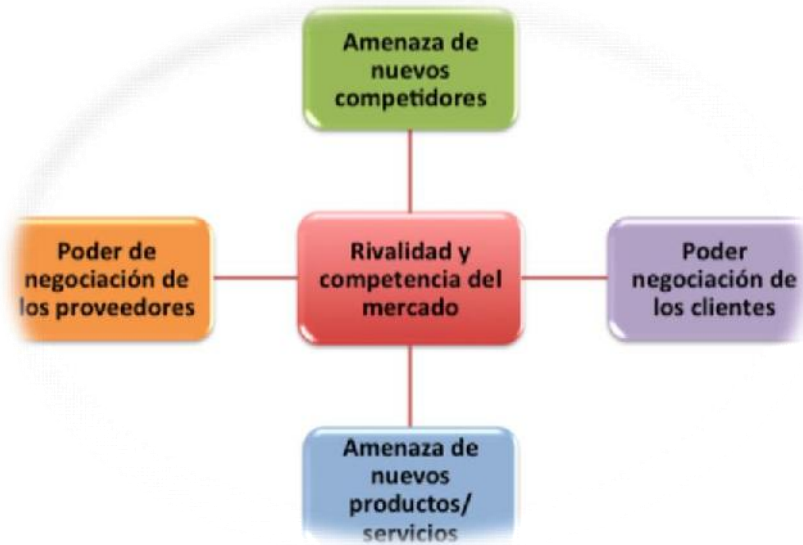 Amenaza de
nuevos
competidores
Poder de
negociación de
los proveedores
Rivalidad y
competencia del
mercado
Poder
negociación de
los clientes
Amenaza de
nuevos
productos/
servicios